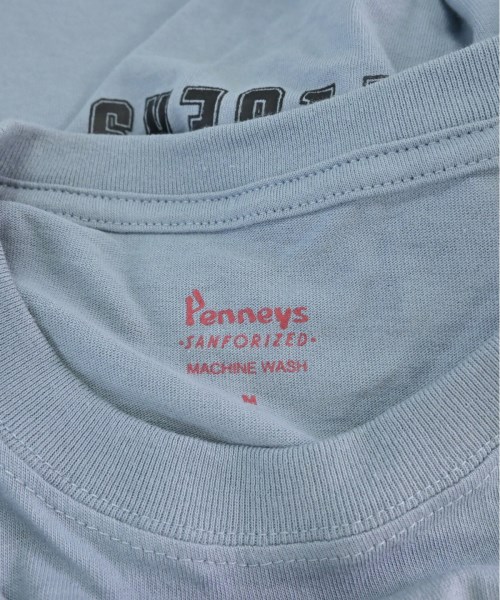 Penneys
·SANFORIZED·
MACHINE WASH
M